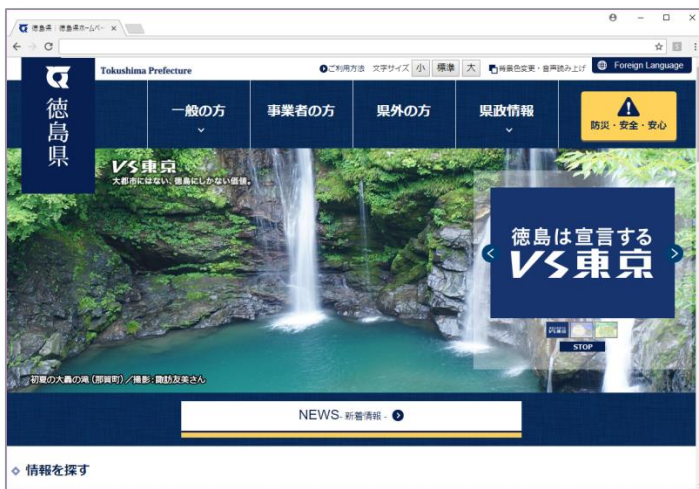 徳島県｜徳島県ホームペー
Tokushima Prefecture
ご利用方法 文字サイズ 小 標準 大 背景色変更・音声読み上げ Foreign Language
徳島県
一般の方 事業者の方 県外の方 県政情報
防災・安全・安心
VS東京
大都市にはない、徳島にしかない価値。
徳島は宣言する
VS東京
STOP
初夏の大轟の滝(那賀町)／撮影:諏訪友美さん
NEWS- 新着情報 -
情報を探す